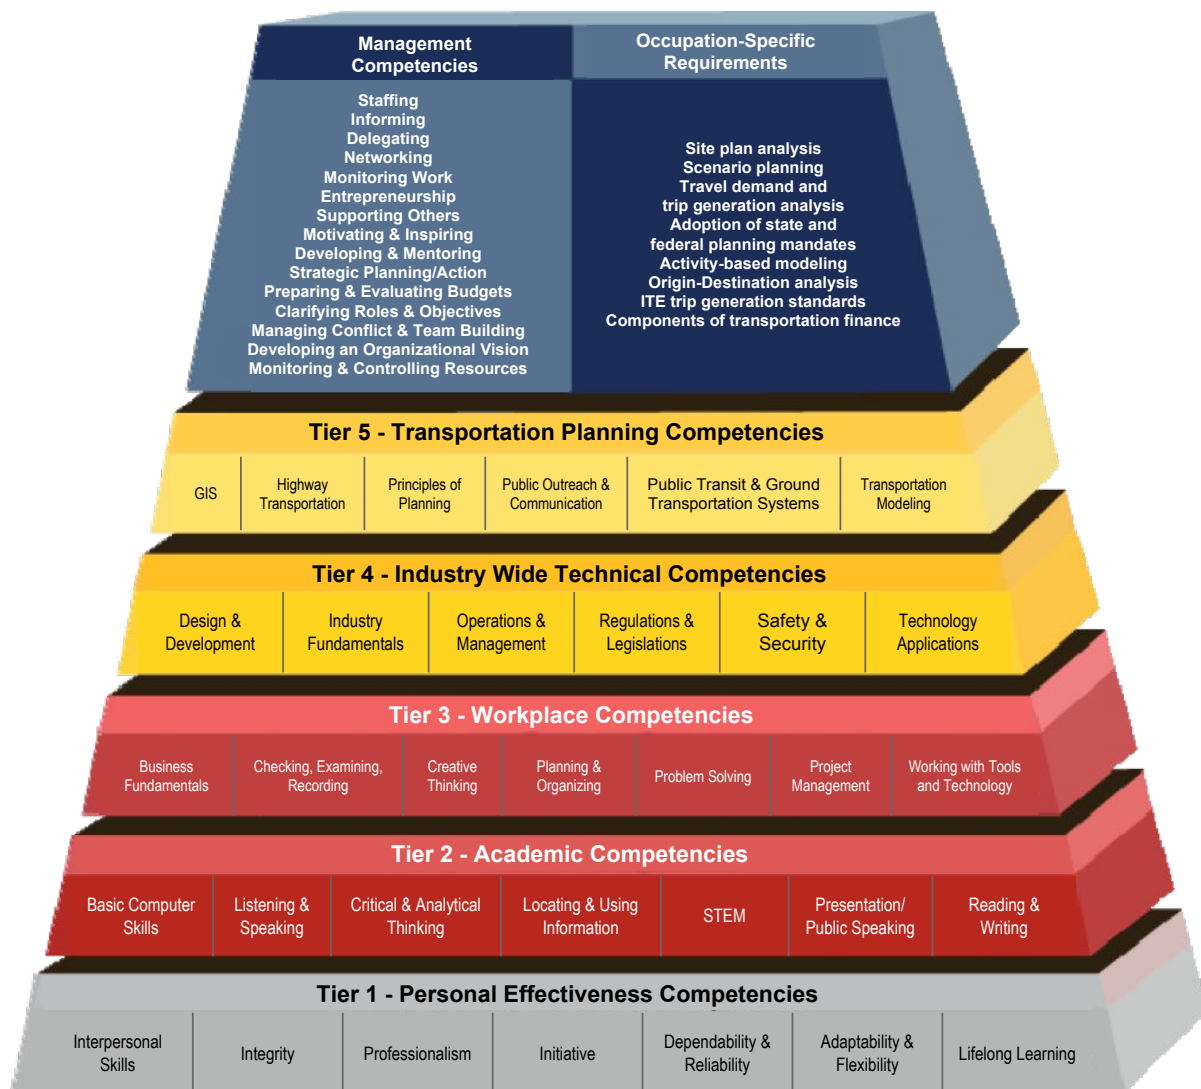 Management
Competencies
Occupation-Specific
Requirements
Staffing
Informing
Delegating
Networking
Monitoring Work
Entrepreneurship
Supporting Others
Motivating & Inspiring
Developing & Mentoring
Strategic Planning/Action
Preparing & Evaluating Budgets
Clarifying Roles & Objectives
Managing Conflict & Team Building
Developing an Organizational Vision
Monitoring & Controlling Resources
Site plan analysis
Scenario planning
Travel demand and
trip generation analysis
Adoption of state and
federal planning mandates
Activity-based modeling
Origin-Destination analysis
ITE trip generation standards
Components of transportation finance
Tier 5 - Transportation Planning Competencies
GIS
Highway
Transportation
Principles of
Planning
Public Outreach &
Communication
Public Transit & Ground
Transportation Systems
Transportation
Modeling
Tier 4 - Industry Wide Technical Competencies
Design &
Development
Industry
Fundamentals
Operations &
Management
Regulations &
Legislations
Safety &
Security
Technology
Applications
Tier 3 - Workplace Competencies
Business
Fundamentals
Checking, Examining,
Recording
Creative
Thinking
Planning &
Organizing
Problem Solving
Project
Management
Working with Tools
and Technology
Tier 2 - Academic Competencies
Basic Computer
Skills
Listening &
Speaking
Critical & Analytical
Thinking
Locating & Using
Information
STEM
Presentation/
Public Speaking
Reading &
Writing
Tier 1 - Personal Effectiveness Competencies
Interpersonal
Skills
Integrity
Professionalism
Initiative
Dependability &
Reliability
Adaptability &
Flexibility
Lifelong Learning